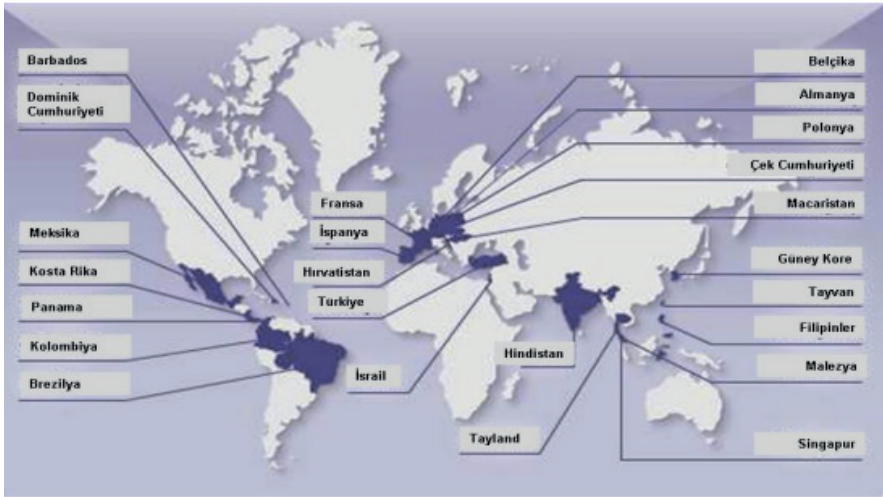 Barbados
Dominik
Cumhuriyeti
Meksika
Kosta Rika
Panama
Kolombiya
Brezilya
Fransa
İspanya
Hırvatistan
Türkiye
İsrail
Hindistan
Tayland
Belçika
Almanya
Polonya
Çek Cumhuriyeti
Macaristan
Güney Kore
Tayvan
Filipinler
Malezya
Singapur